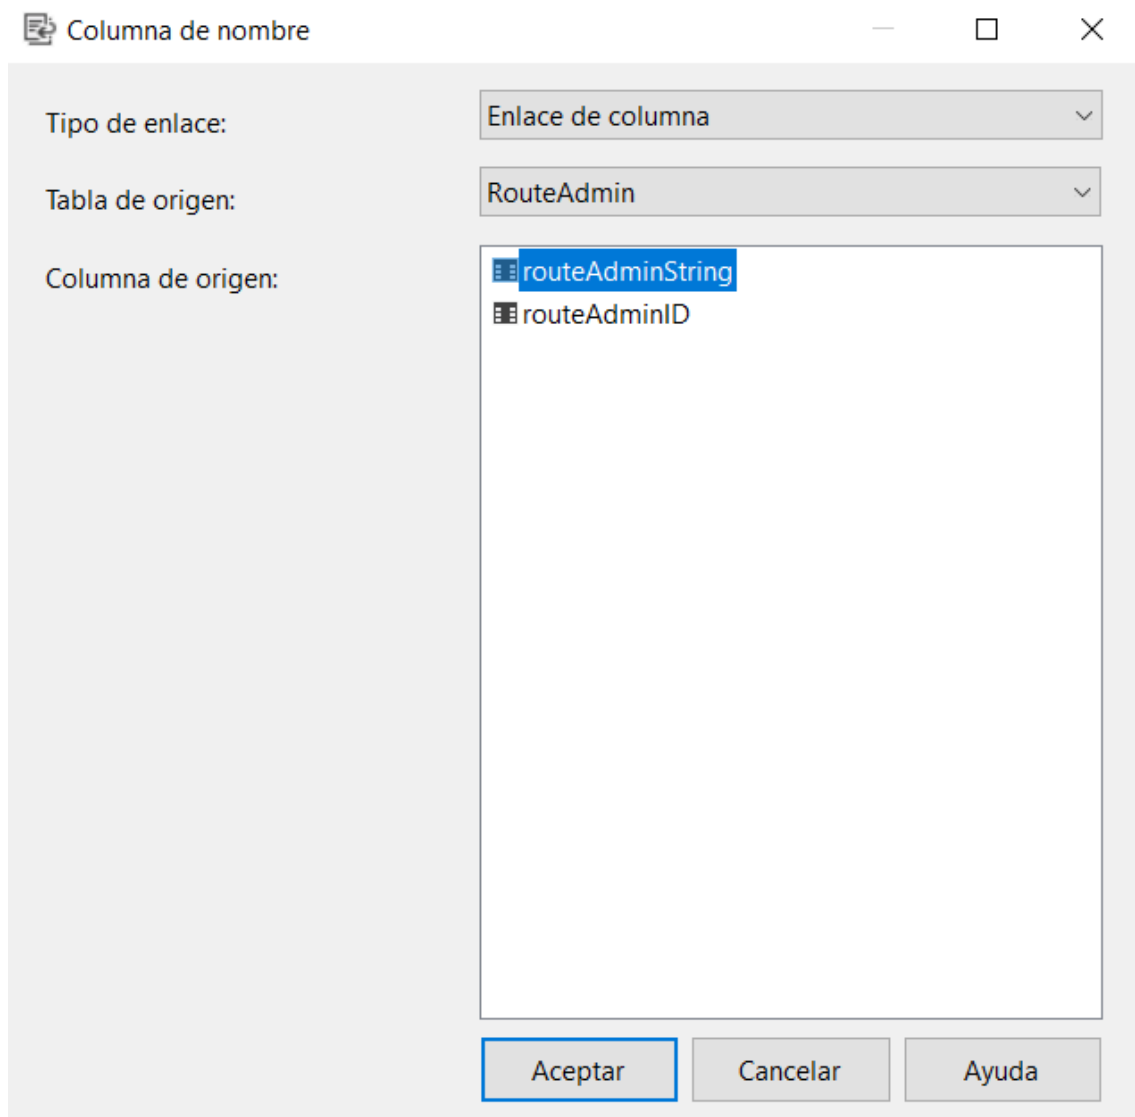 Columna de nombre
Tipo de enlace:
Enlace de columna
Tabla de origen:
RouteAdmin
Columna de origen:
routeAdminString
routeAdminID
Aceptar
Cancelar
Ayuda